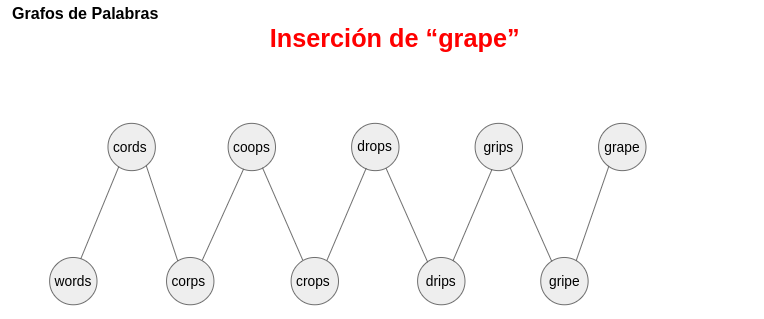 Grafos de Palabras
Inserción de “grape”
cords coops drops grips grape
words corps crops drips gripe